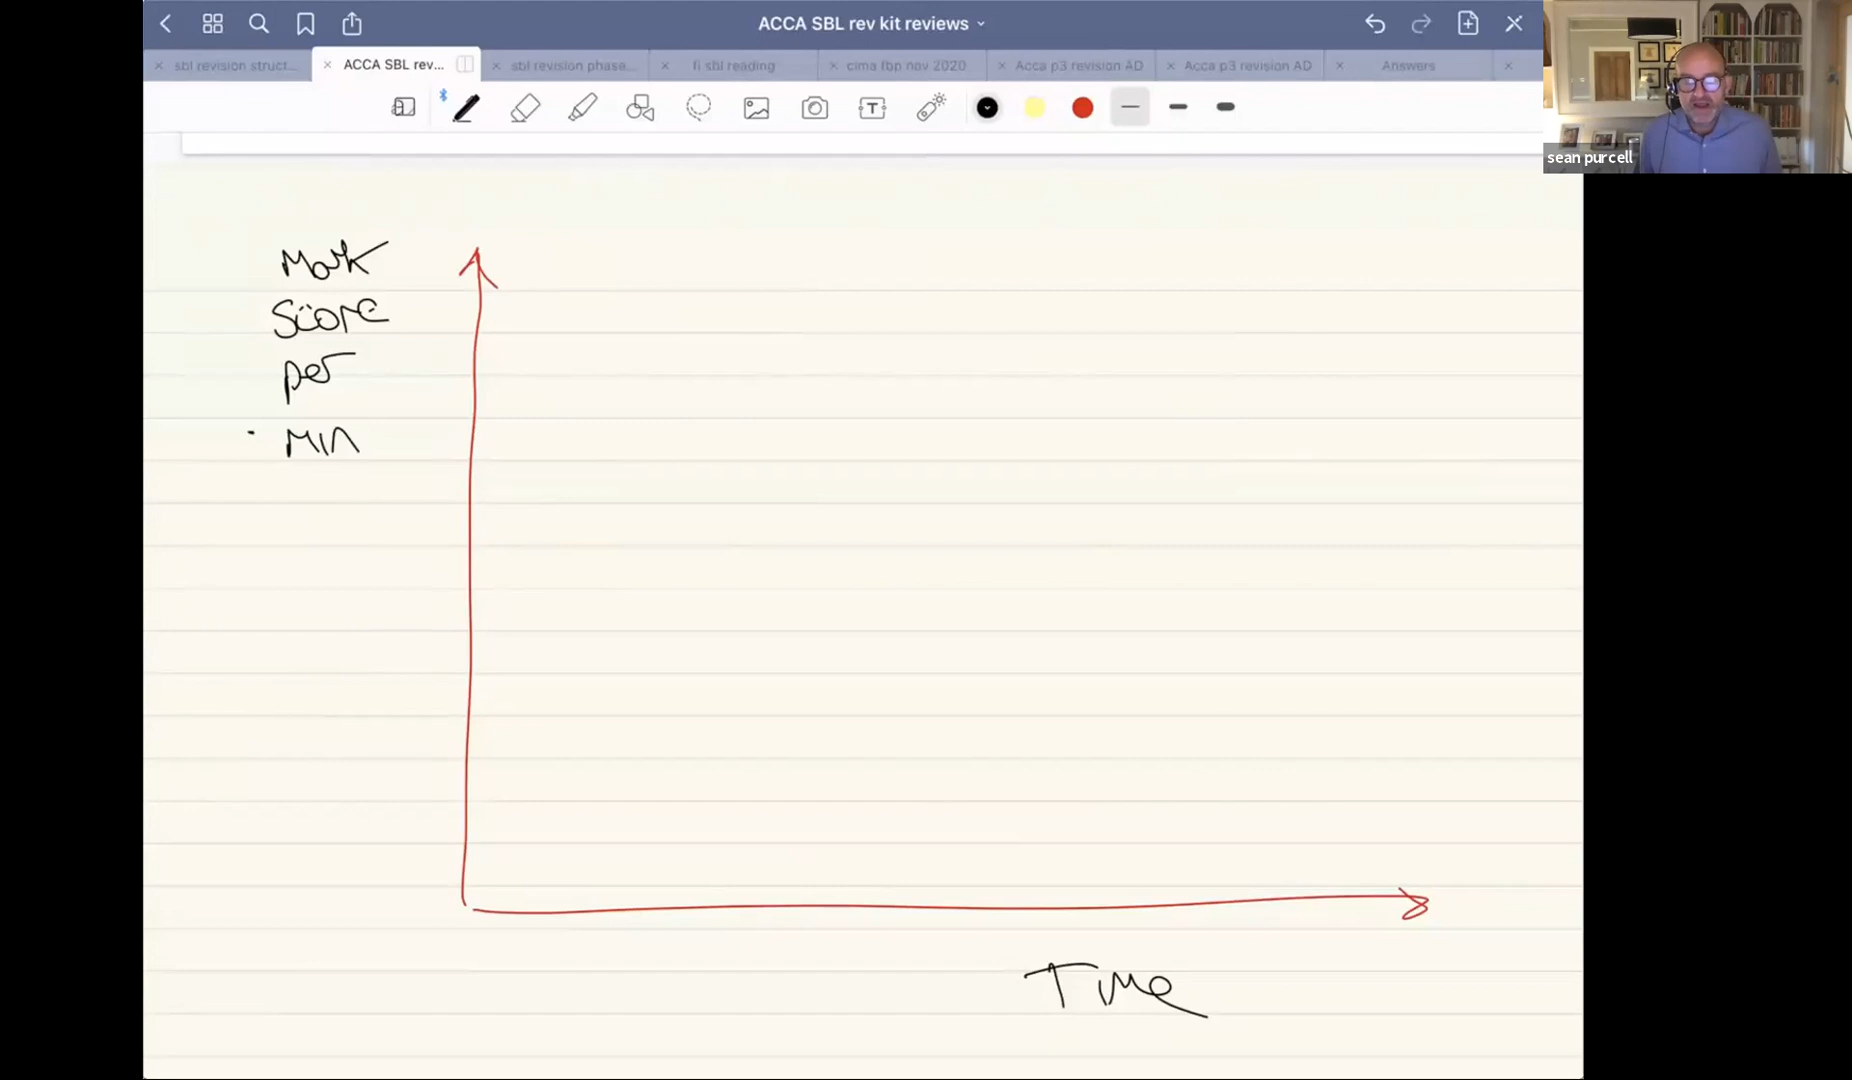 ACCA SBL rev kit reviews
sbl revision struct...
ACCA SBL rev...
sbl revision phase...
fi sbl reading
cima fbp nov 2020
Acca p3 revision AD
Acca p3 revision AD
Answers
T
sean purcell
Mark
Score
per
Min
Time